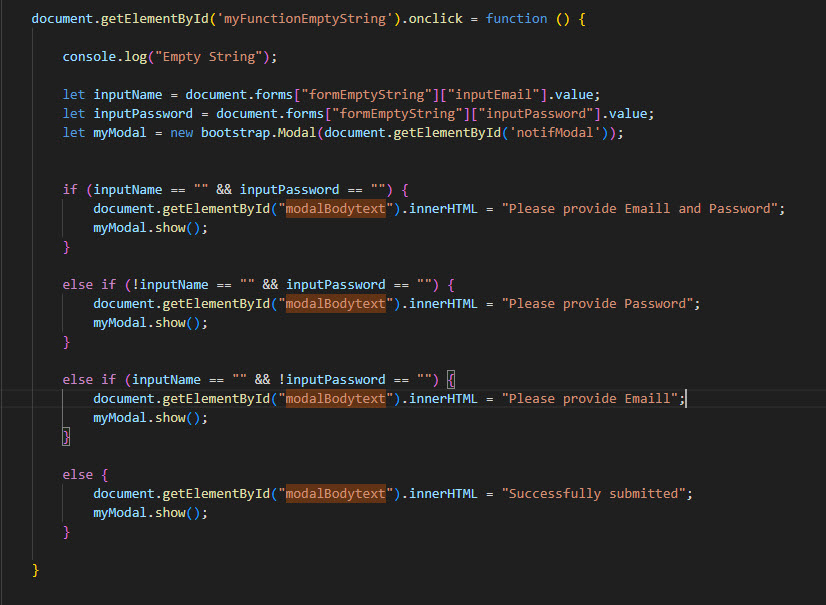 document.getElementById('myFunctionEmptyString').onclick = function () {
console.log("Empty String");
let inputName = document.forms["formEmptyString"]["inputEmail"].value;
let inputPassword = document.forms["formEmptyString"]["inputPassword"].value;
let myModal = new bootstrap.Modal(document.getElementById('notifModal'));
if (inputName == "" && inputPassword == "") {
document.getElementById("modalBodytext").innerHTML = "Please provide Emaill and Password";
myModal.show();
}
else if (!inputName == "" && inputPassword == "") {
document.getElementById("modalBodytext").innerHTML = "Please provide Password";
myModal.show();
}
else if (inputName == "" && !inputPassword == "") {
document.getElementById("modalBodytext").innerHTML = "Please provide Emaill";
myModal.show();
}
else {
document.getElementById("modalBodytext").innerHTML = "Successfully submitted";
myModal.show();
}
}